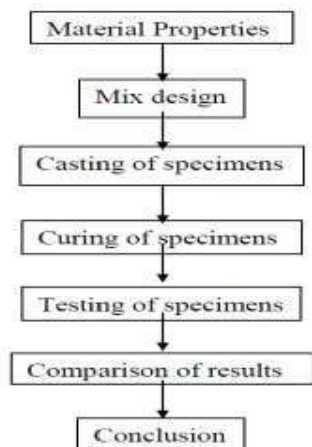 Material Properties
Mix design
Casting of specimens
Curing of specimens
Testing of specimens
Comparison of results
Conclusion